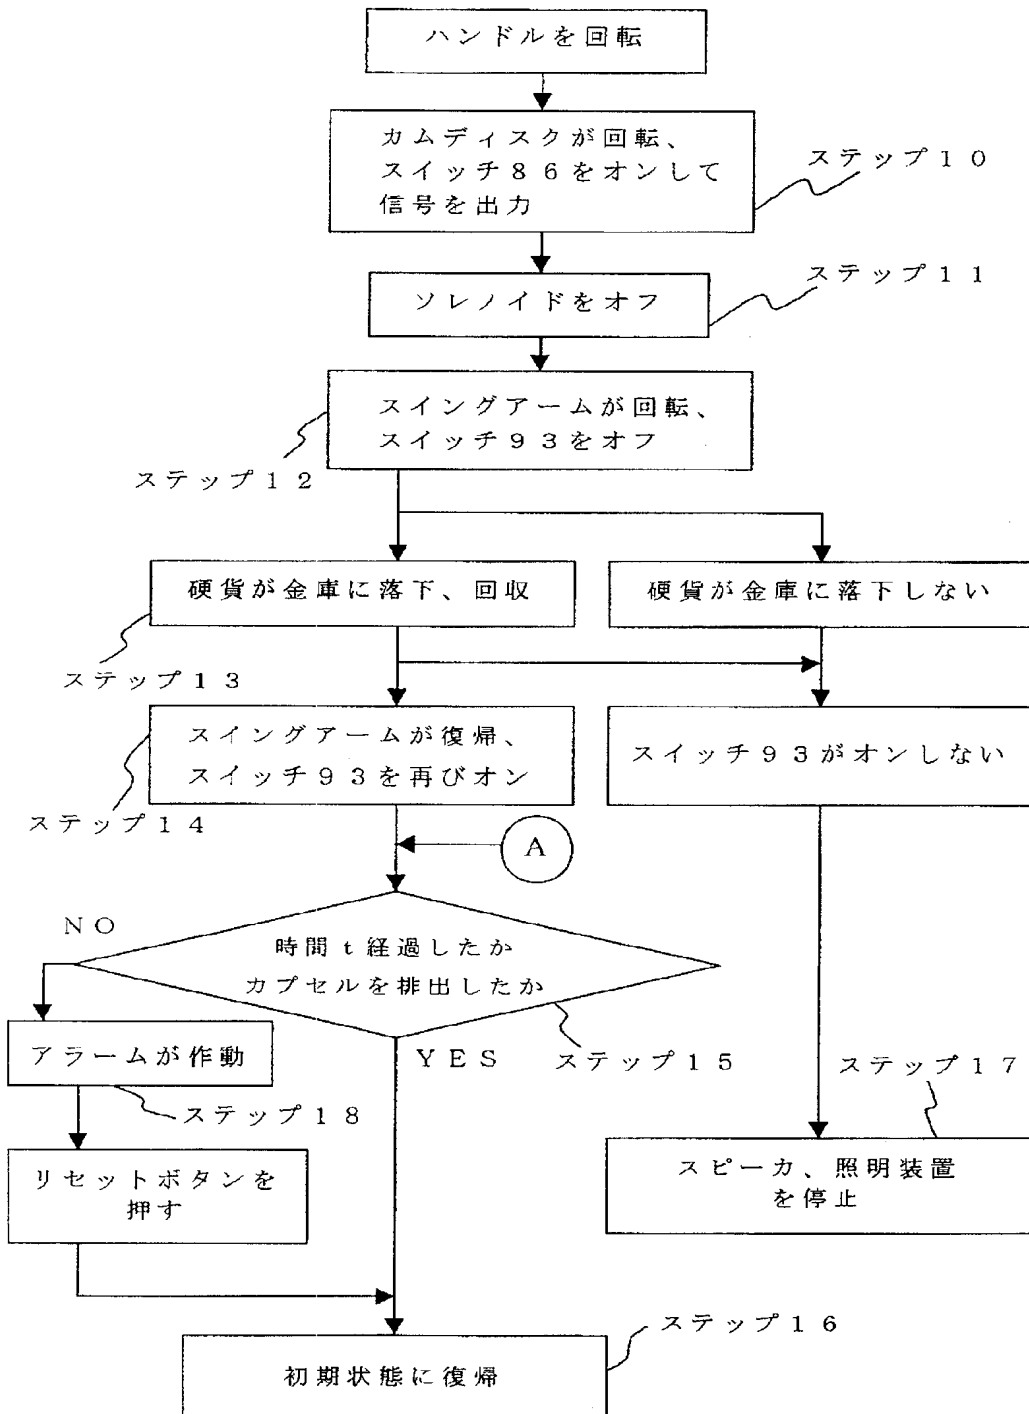 ハンドルを回転
カムディスクが回転、
スイッチ８６をオンして
信号を出力
ステップ１０
ソレノイドをオフ
ステップ１１
スイングアームが回転、
スイッチ９３をオフ
ステップ１２
硬貨が金庫に落下、回収
硬貨が金庫に落下しない
ステップ１３
スイングアームが復帰、
スイッチ９３を再びオン
スイッチ９３がオンしない
ステップ１４
A
NO
時間ｔ経過したか
カプセルを排出したか
YES
ステップ１５
アラームが作動
ステップ１８
ステップ１７
リセットボタンを
押す
スピーカ、照明装置
を停止
ステップ１６
初期状態に復帰